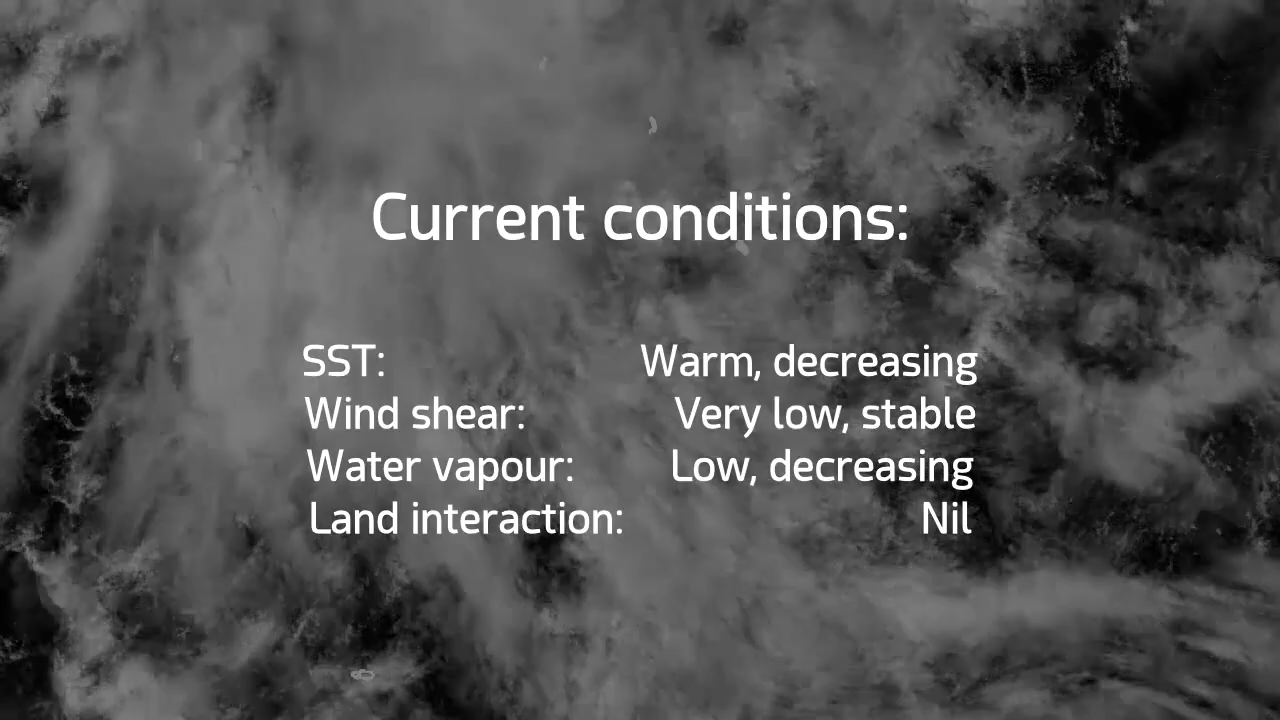 Current conditions:
SST: Warm, decreasing
Wind shear: Very low, stable
Water vapour: Low, decreasing
Land interaction: Nil